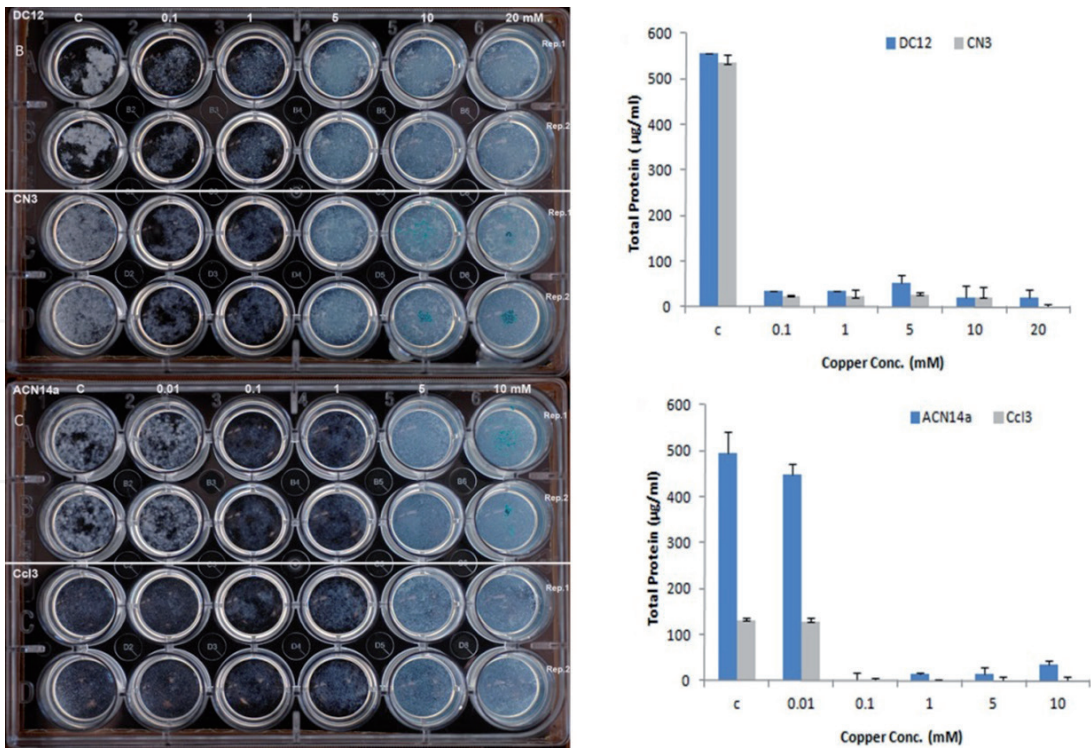 DC12 C 0.1 1 5 10 20 mM
B
Rep.1
Rep.2
CN3
Rep.1
Rep.2
ACN14a C 0.01 0.1 1 5 10 mM
C
Rep.1
Rep.2
Ccl3
Rep.1
Rep.2
DC12 CN3
Total Protein ( µg/ml)
600
500
400
300
200
100
0
c 0.1 1 5 10 20
Copper Conc. (mM)
ACN14a Ccl3
Total Protein (µg/ml)
600
500
400
300
200
100
0
c 0.01 0.1 1 5 10
Copper Conc. (mM)